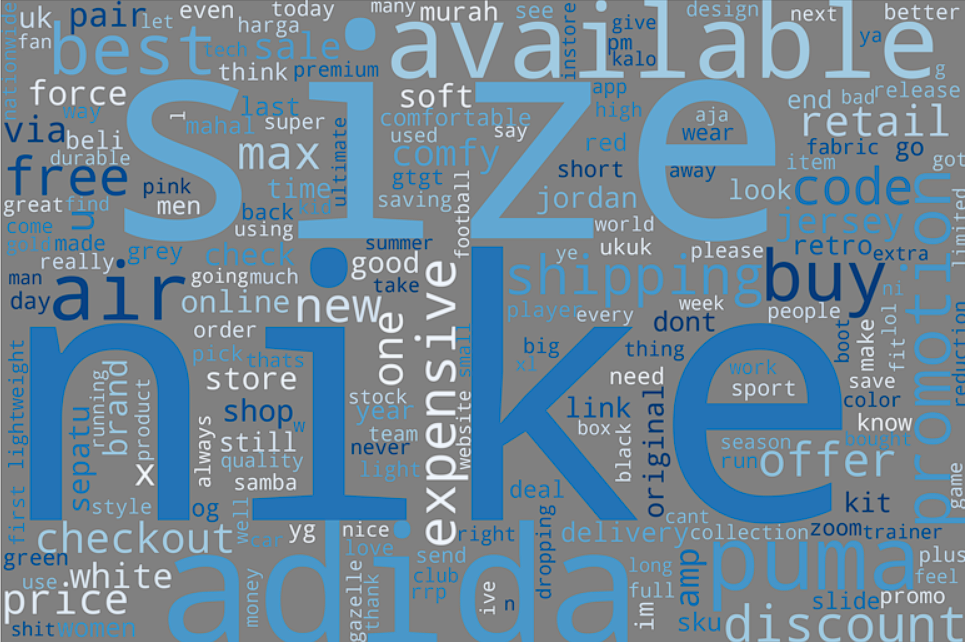 nationwide
uk pair let even harga today many murah see design next better
fan best tech sale available instore give pm kalo ya
think premium g
force way last soft app high end bad release
via beli l mahal super ultimate comfortable used say aja wear retail
durable max comfy red fabric go got
free pink time gtgt short away item
great find men kid saving football jordan look code limited
come u back using size world jersey
gold made grey check summer ukuk ye please retro extra
really man going much good take shipping buy ni
day air online new expensive player every week people promotion
order one small dont boot make fit lol reduction
pick thats big xl thing work
store stock need sport save
first lightweight sepatu running brand product shop w year website link box original color
x always still team never black season know
quality samba light nike run bought offer game
style og deal kit
checkout well car yg nice right dropping delivery cant collection zoom trainer
green love send long plus
use white adida club amp puma feel
price money gazelle thank rrp ive n full im slide promo
shit women sku discount